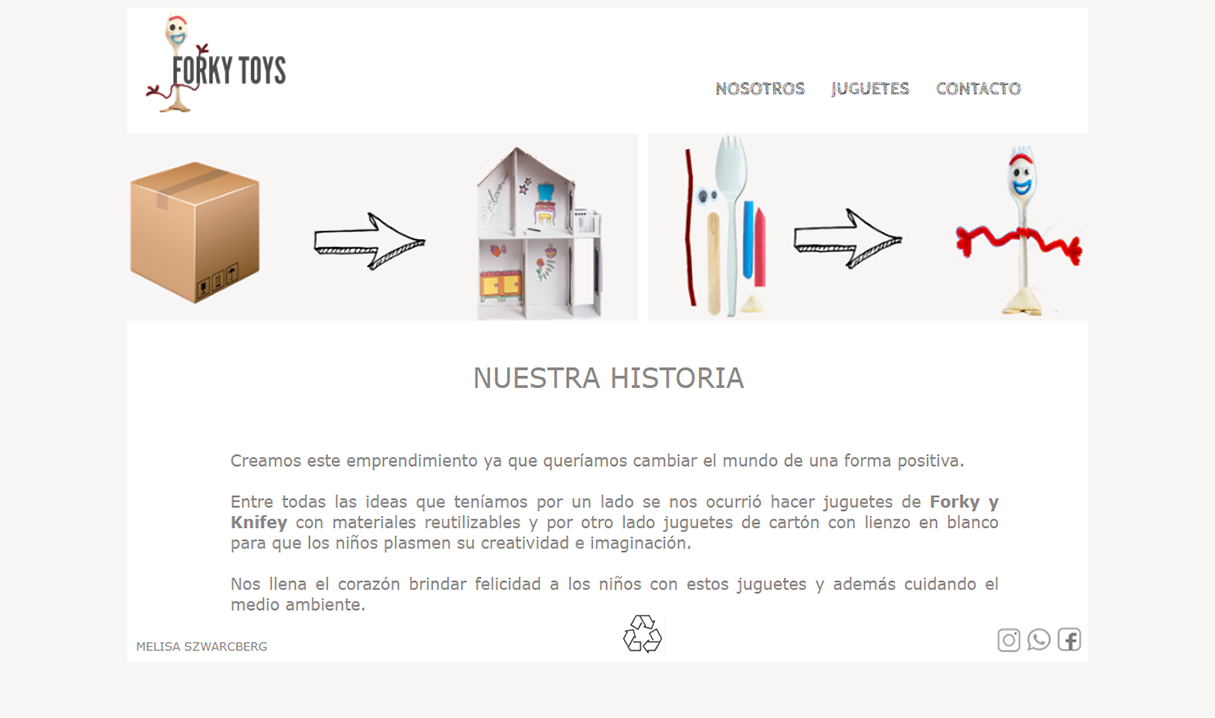 FORKY TOYS
NOSOTROS JUGUETES CONTACTO
NUESTRA HISTORIA
Creamos este emprendimiento ya que queríamos cambiar el mundo de una forma positiva.
Entre todas las ideas que teníamos por un lado se nos ocurrió hacer juguetes de Forky y
Knifey con materiales reutilizables y por otro lado juguetes de cartón con lienzo en blanco
para que los niños plasmen su creatividad e imaginación.
Nos llena el corazón brindar felicidad a los niños con estos juguetes y además cuidando el
medio ambiente.
MELISA SZWARCBERG